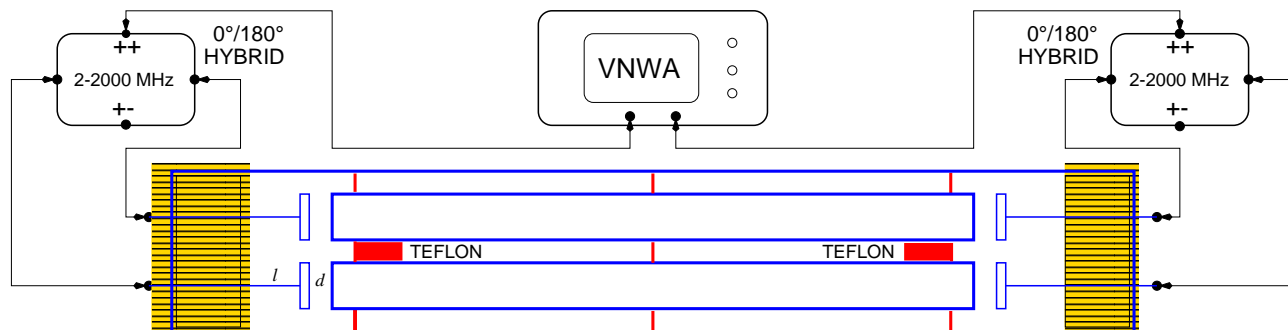 0°/180°
HYBRID
++
2-2000 MHz
+-
VNWA
0°/180°
HYBRID
++
2-2000 MHz
+-
TEFLON
TEFLON
l
d